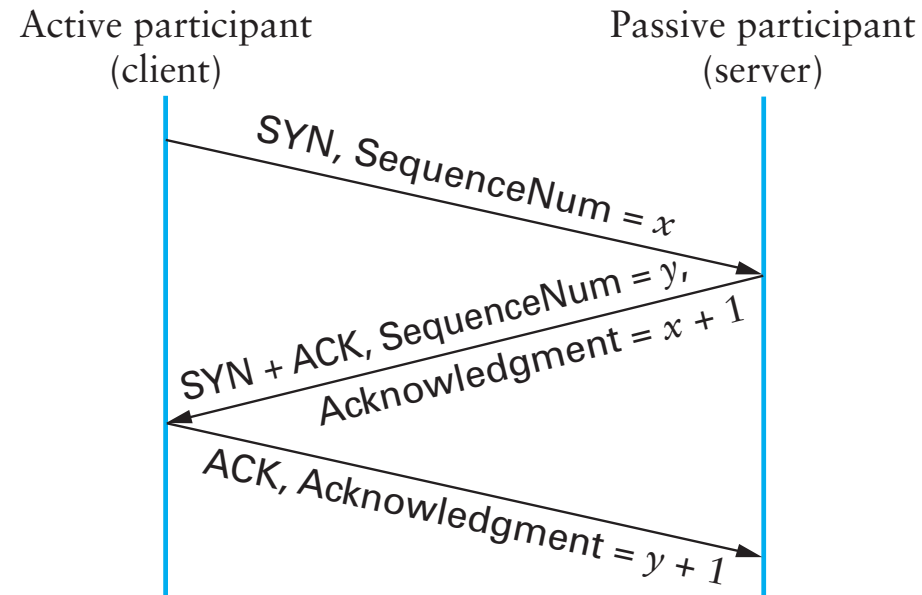 Active participant
(client)
Passive participant
(server)
SYN, SequenceNum = x
SYN + ACK, SequenceNum = y,
Acknowledgment = x + 1
ACK, Acknowledgment = y + 1